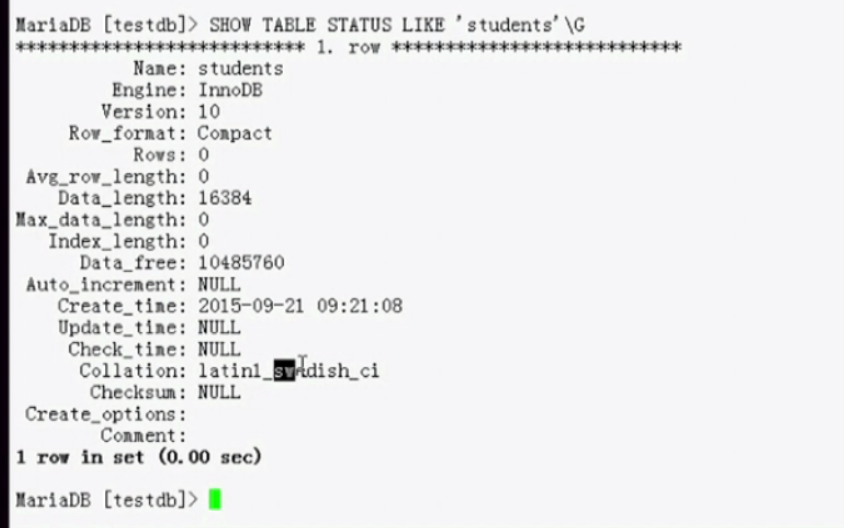 MariaDB [testdb]> SHOW TABLE STATUS LIKE 'students'\G
*************************** 1. row ***************************
Name: students
Engine: InnoDB
Version: 10
Row_format: Compact
Rows: 0
Avg_row_length: 0
Data_length: 16384
Max_data_length: 0
Index_length: 0
Data_free: 10485760
Auto_increment: NULL
Create_time: 2015-09-21 09:21:08
Update_time: NULL
Check_time: NULL
Collation: latin1_swedish_ci
Checksum: NULL
Create_options:
Comment:
1 row in set (0.00 sec)
MariaDB [testdb]>